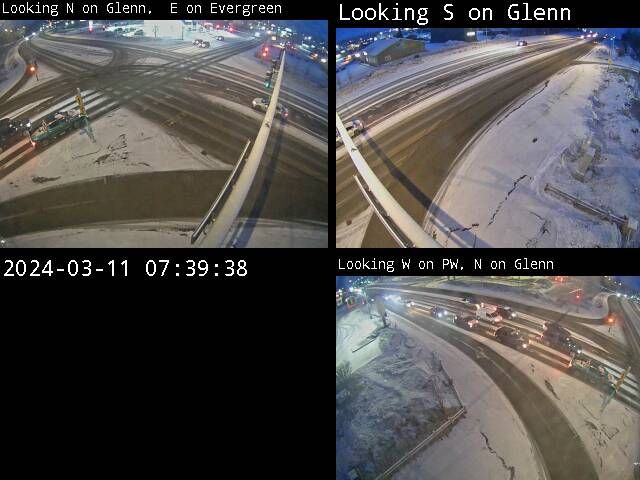 Looking N on Glenn,  E on Evergreen
Looking S on Glenn
2024-03-11 07:39:38
Looking W on PW, N on Glenn